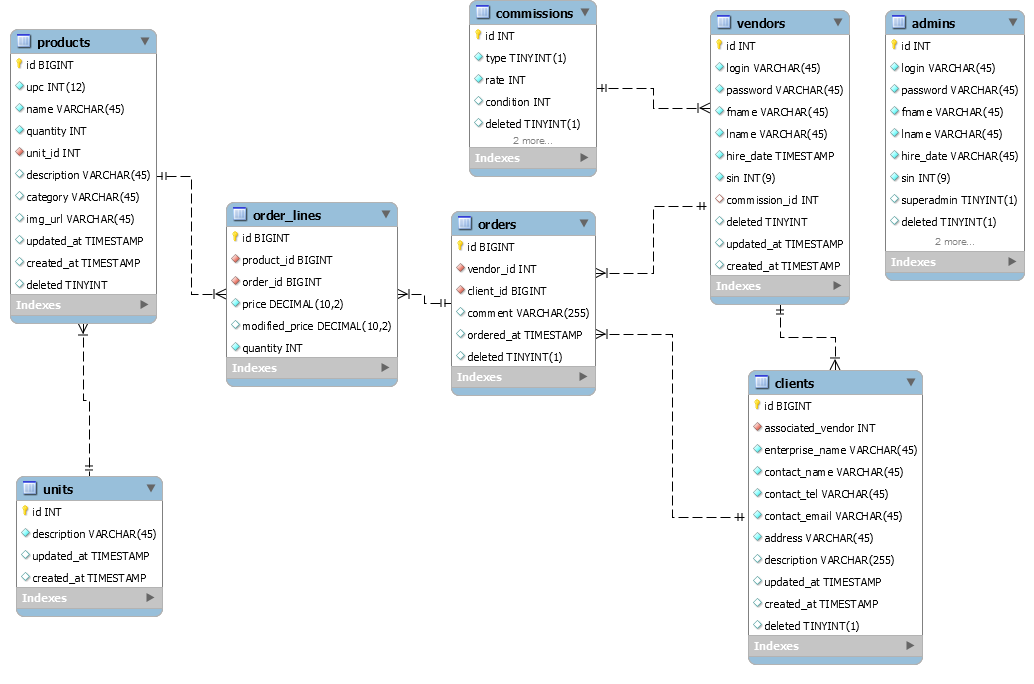 products
id BIGINT
upc INT(12)
name VARCHAR(45)
quantity INT
unit_id INT
description VARCHAR(45)
category VARCHAR(45)
img_url VARCHAR(45)
updated_at TIMESTAMP
created_at TIMESTAMP
deleted TINYINT
Indexes
units
id INT
description VARCHAR(45)
updated_at TIMESTAMP
created_at TIMESTAMP
Indexes
order_lines
id BIGINT
product_id BIGINT
order_id BIGINT
price DECIMAL(10,2)
modified_price DECIMAL(10,2)
quantity INT
Indexes
commissions
id INT
type TINYINT(1)
rate INT
condition INT
deleted TINYINT(1)
2 more...
Indexes
orders
id BIGINT
vendor_id INT
client_id BIGINT
comment VARCHAR(255)
ordered_at TIMESTAMP
deleted TINYINT(1)
Indexes
vendors
id INT
login VARCHAR(45)
password VARCHAR(45)
fname VARCHAR(45)
lname VARCHAR(45)
hire_date TIMESTAMP
sin INT(9)
commission_id INT
deleted TINYINT
updated_at TIMESTAMP
created_at TIMESTAMP
Indexes
admins
id INT
login VARCHAR(45)
password VARCHAR(45)
fname VARCHAR(45)
lname VARCHAR(45)
hire_date VARCHAR(45)
sin INT(9)
superadmin TINYINT(1)
deleted TINYINT(1)
2 more...
Indexes
clients
id BIGINT
associated_vendor INT
enterprise_name VARCHAR(45)
contact_name VARCHAR(45)
contact_tel VARCHAR(45)
contact_email VARCHAR(45)
address VARCHAR(45)
description VARCHAR(255)
updated_at TIMESTAMP
created_at TIMESTAMP
deleted TINYINT(1)
Indexes